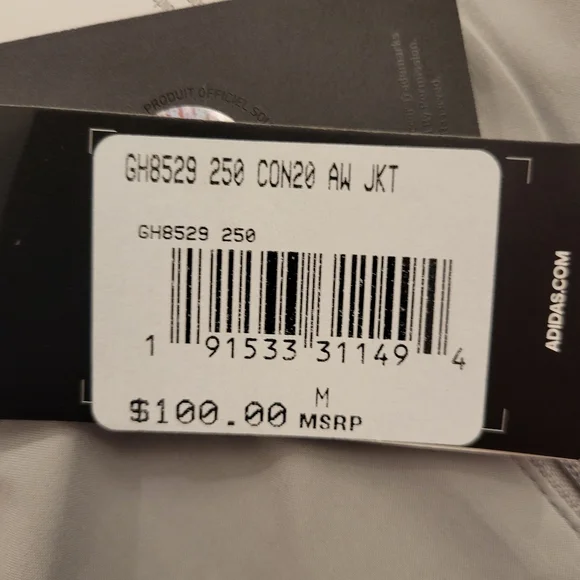 PRODUIT OFFICIEL
GH8529 250 CON20 AW JKT
GH8529 250
1 91533 31149 4
M
$100.00 MSRP
ADIDAS.COM